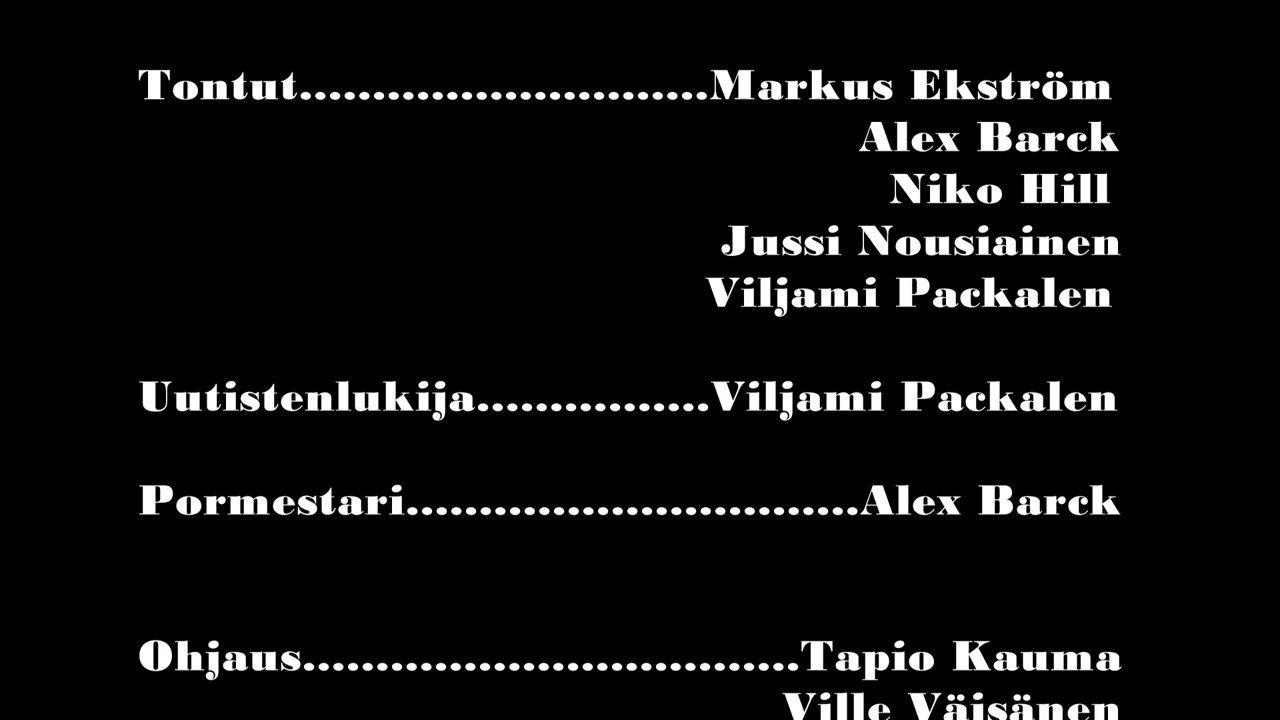 Tontut............................Markus Ekström
Alex Barck
Niko Hill
Jussi Nousiainen
Viljami Packalen
Uutistenlukija................Viljami Packalen
Pormestari...............................Alex Barck
Ohjaus..................................Tapio Kauma
Ville Väisänen